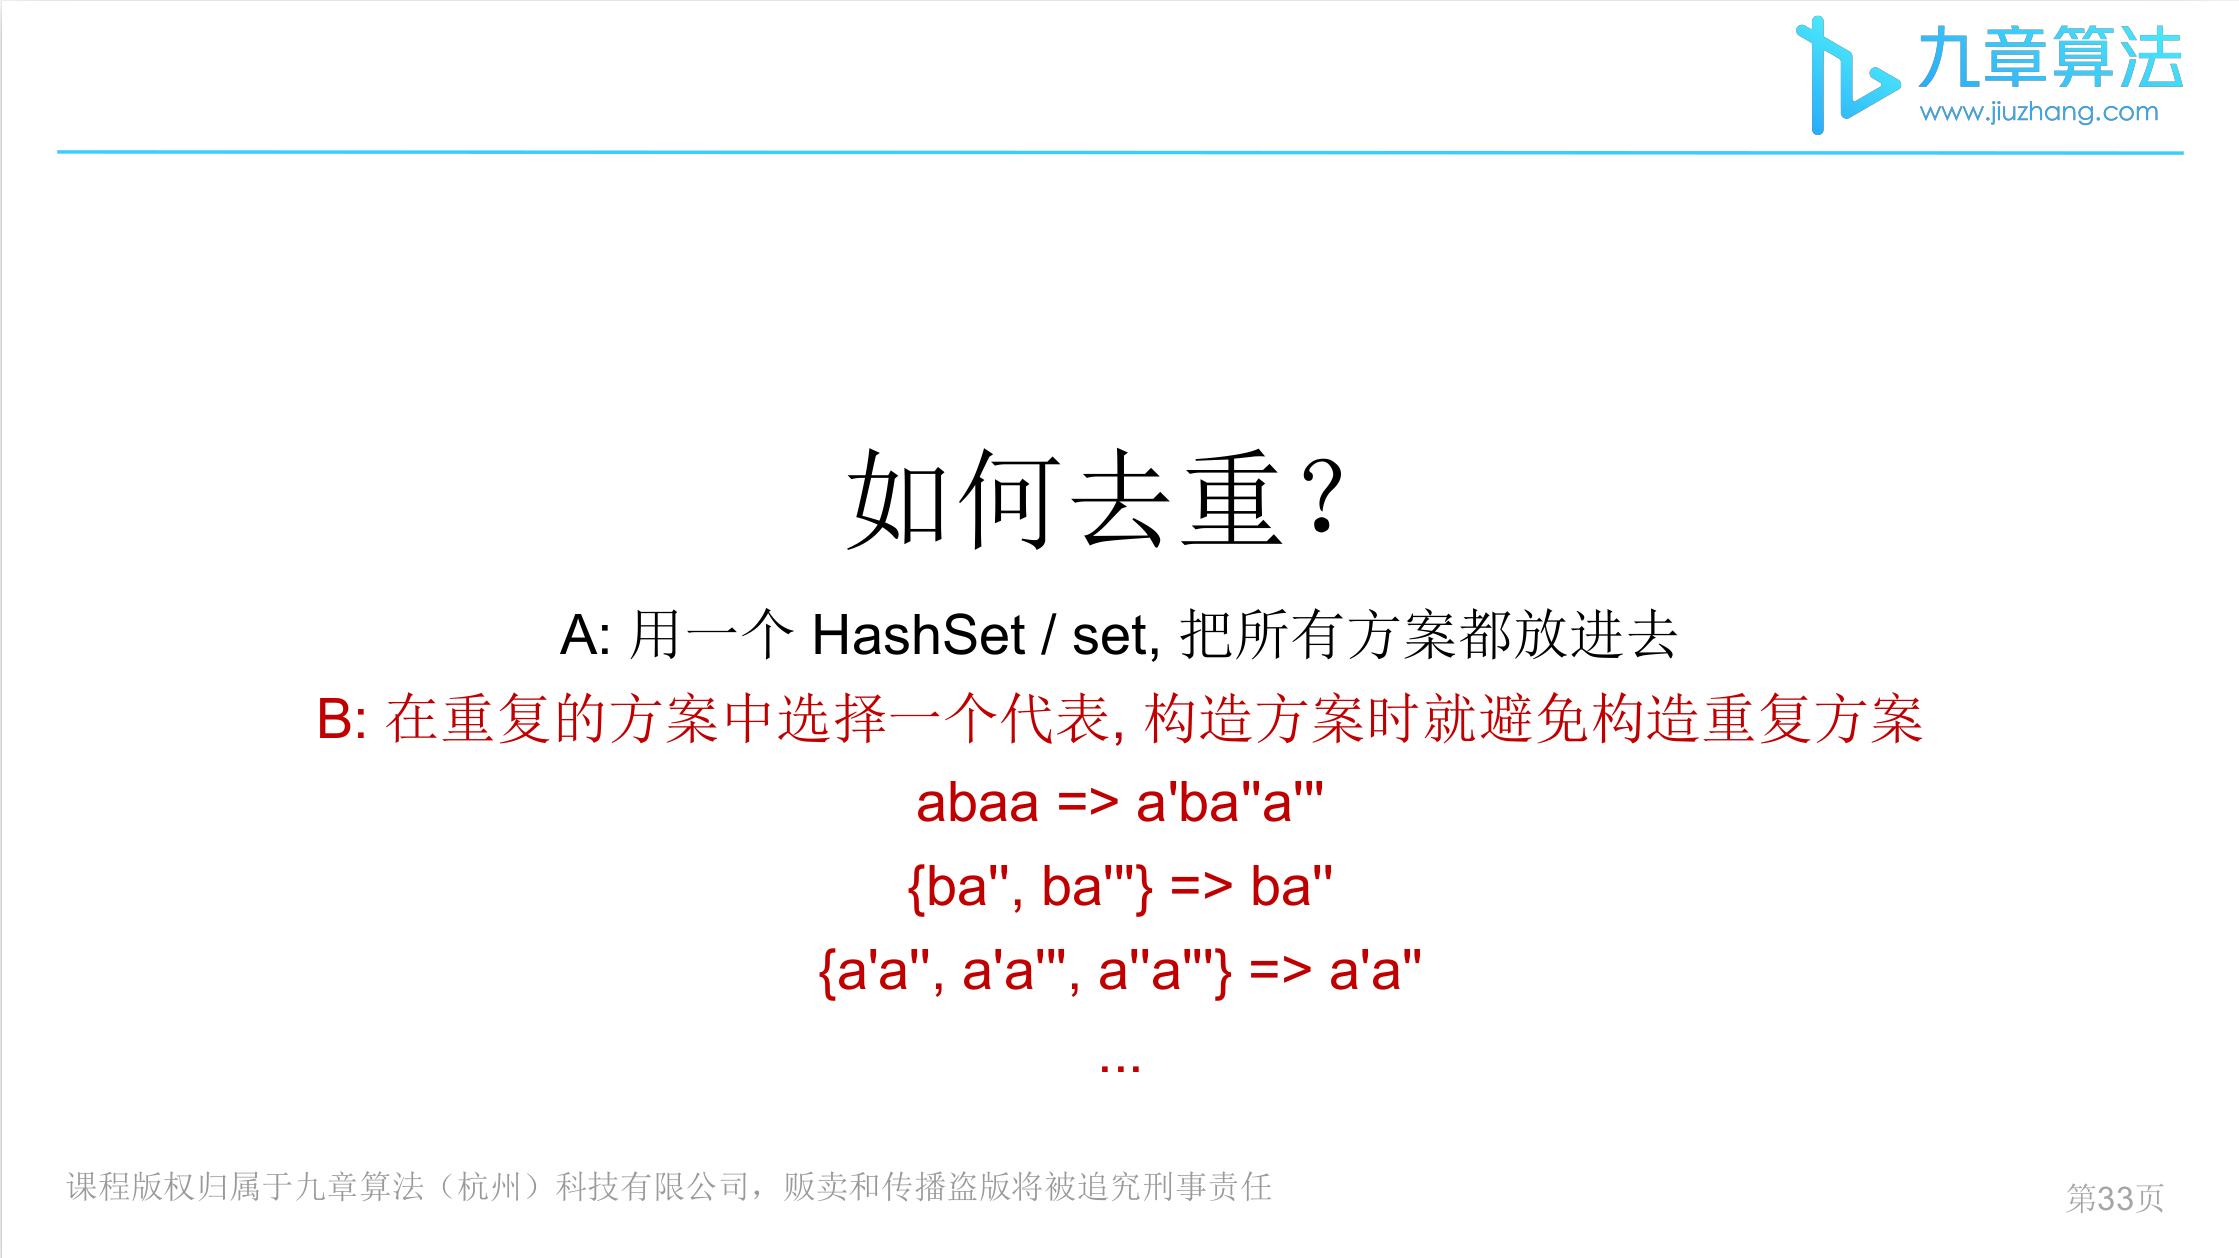 九章算法
www.jiuzhang.com
如何去重？
A: 用一个 HashSet / set, 把所有方案都放进去
B: 在重复的方案中选择一个代表, 构造方案时就避免构造重复方案
abaa => a'ba"a'"
{ba", ba'"} => ba"
{a'a", a'a'", a"a'"} => a'a"
...
课程版权归属于九章算法（杭州）科技有限公司，贩卖和传播盗版将被追究刑事责任
第33页